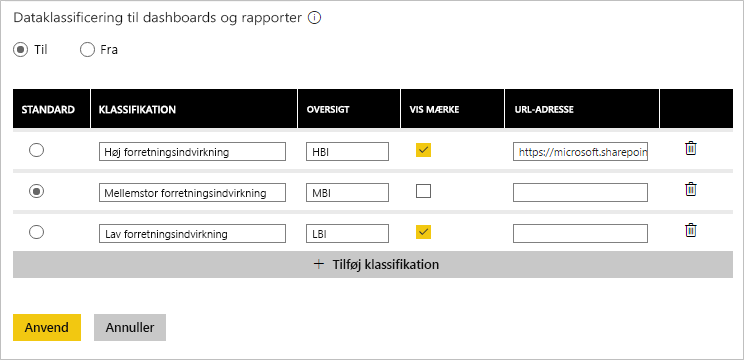 Dataklassificering til dashboards og rapporter
Til Fra
STANDARD KLASSIFIKATION OVERSIGT VIS MÆRKE URL-ADRESSE
Høj forretningsindvirkning HBI https://microsoft.sharepoin
Mellemstor forretningsindvirkning MBI
Lav forretningsindvirkning LBI
+ Tilføj klassifikation
Anvend Annuller